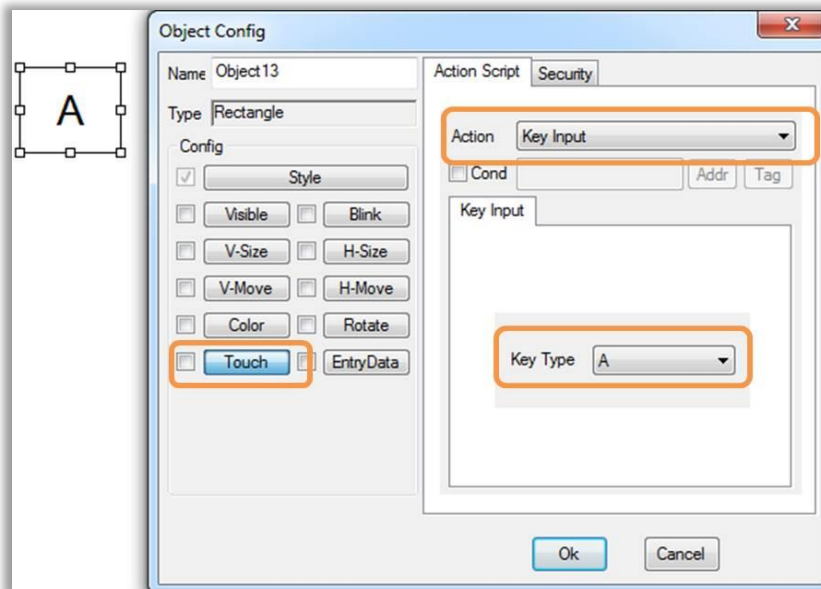 A
Object Config
Name Object13
Type Rectangle
Config
Style
Visible Blink
V-Size H-Size
V-Move H-Move
Color Rotate
Touch EntryData
Action Script Security
Action Key Input
Cond Addr Tag
Key Input
Key Type A
Ok Cancel